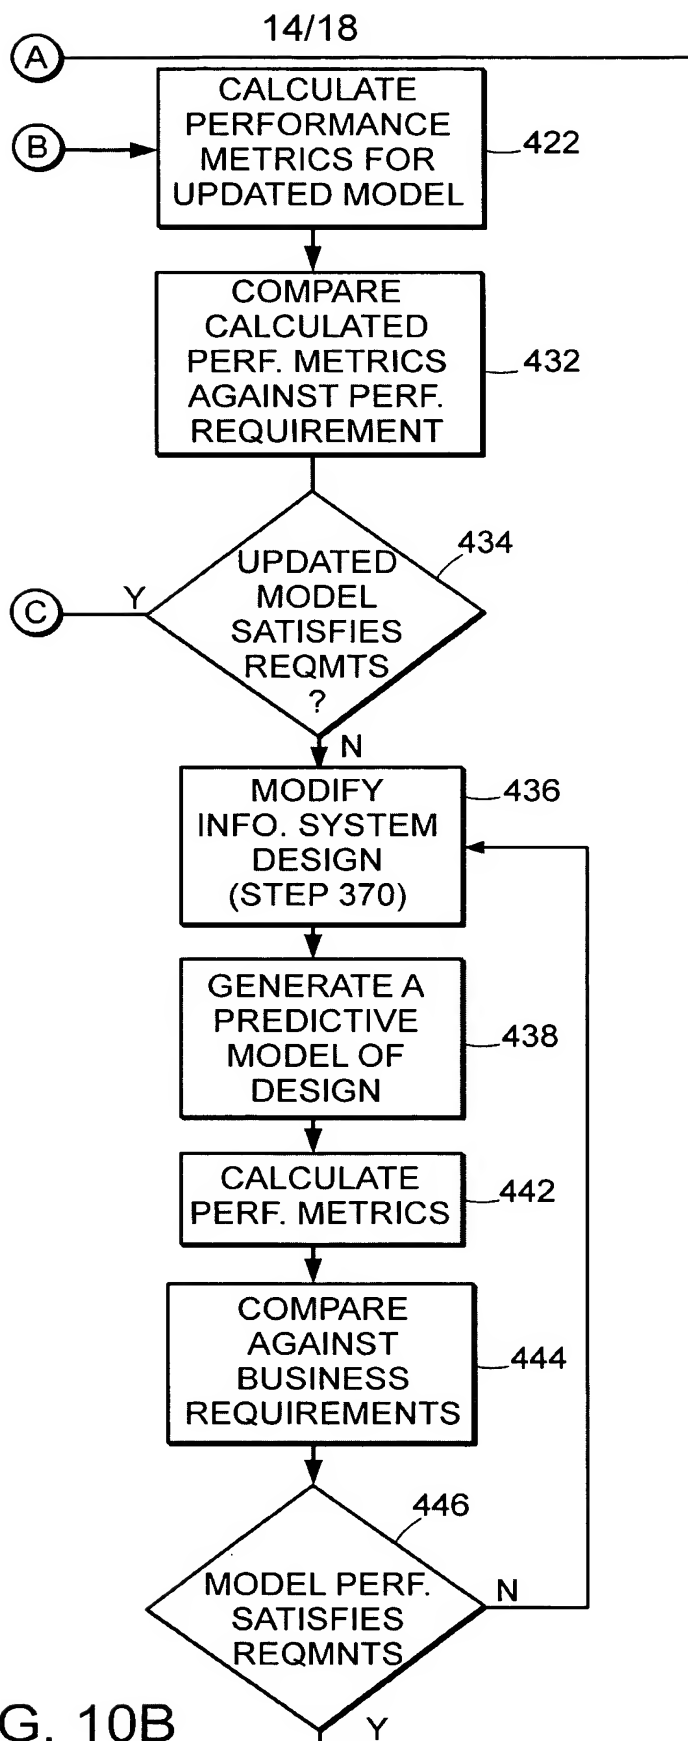 14/18
A
CALCULATE
PERFORMANCE
METRICS FOR
UPDATED MODEL
422
B
COMPARE
CALCULATED
PERF. METRICS
AGAINST PERF.
REQUIREMENT
432
434
UPDATED
MODEL
SATISFIES
REQMTS
?
Y
C
N
MODIFY
INFO. SYSTEM
DESIGN
(STEP 370)
436
GENERATE A
PREDICTIVE
MODEL OF
DESIGN
438
CALCULATE
PERF. METRICS
442
COMPARE
AGAINST
BUSINESS
REQUIREMENTS
444
446
MODEL PERF.
SATISFIES
REQMNTS
N
Y
G. 10B